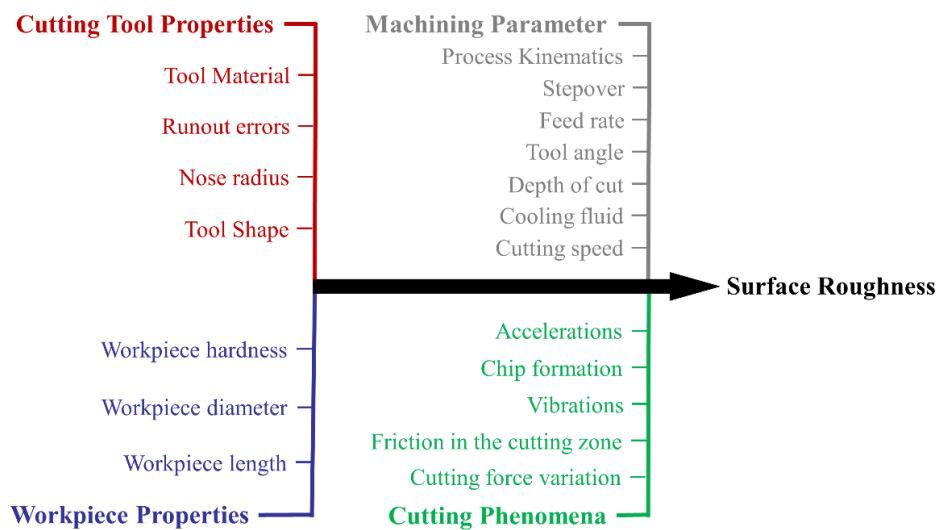 Cutting Tool Properties
Tool Material
Runout errors
Nose radius
Tool Shape
Machining Parameter
Process Kinematics
Stepover
Feed rate
Tool angle
Depth of cut
Cooling fluid
Cutting speed
Surface Roughness
Workpiece hardness
Workpiece diameter
Workpiece length
Workpiece Properties
Accelerations
Chip formation
Vibrations
Friction in the cutting zone
Cutting force variation
Cutting Phenomena